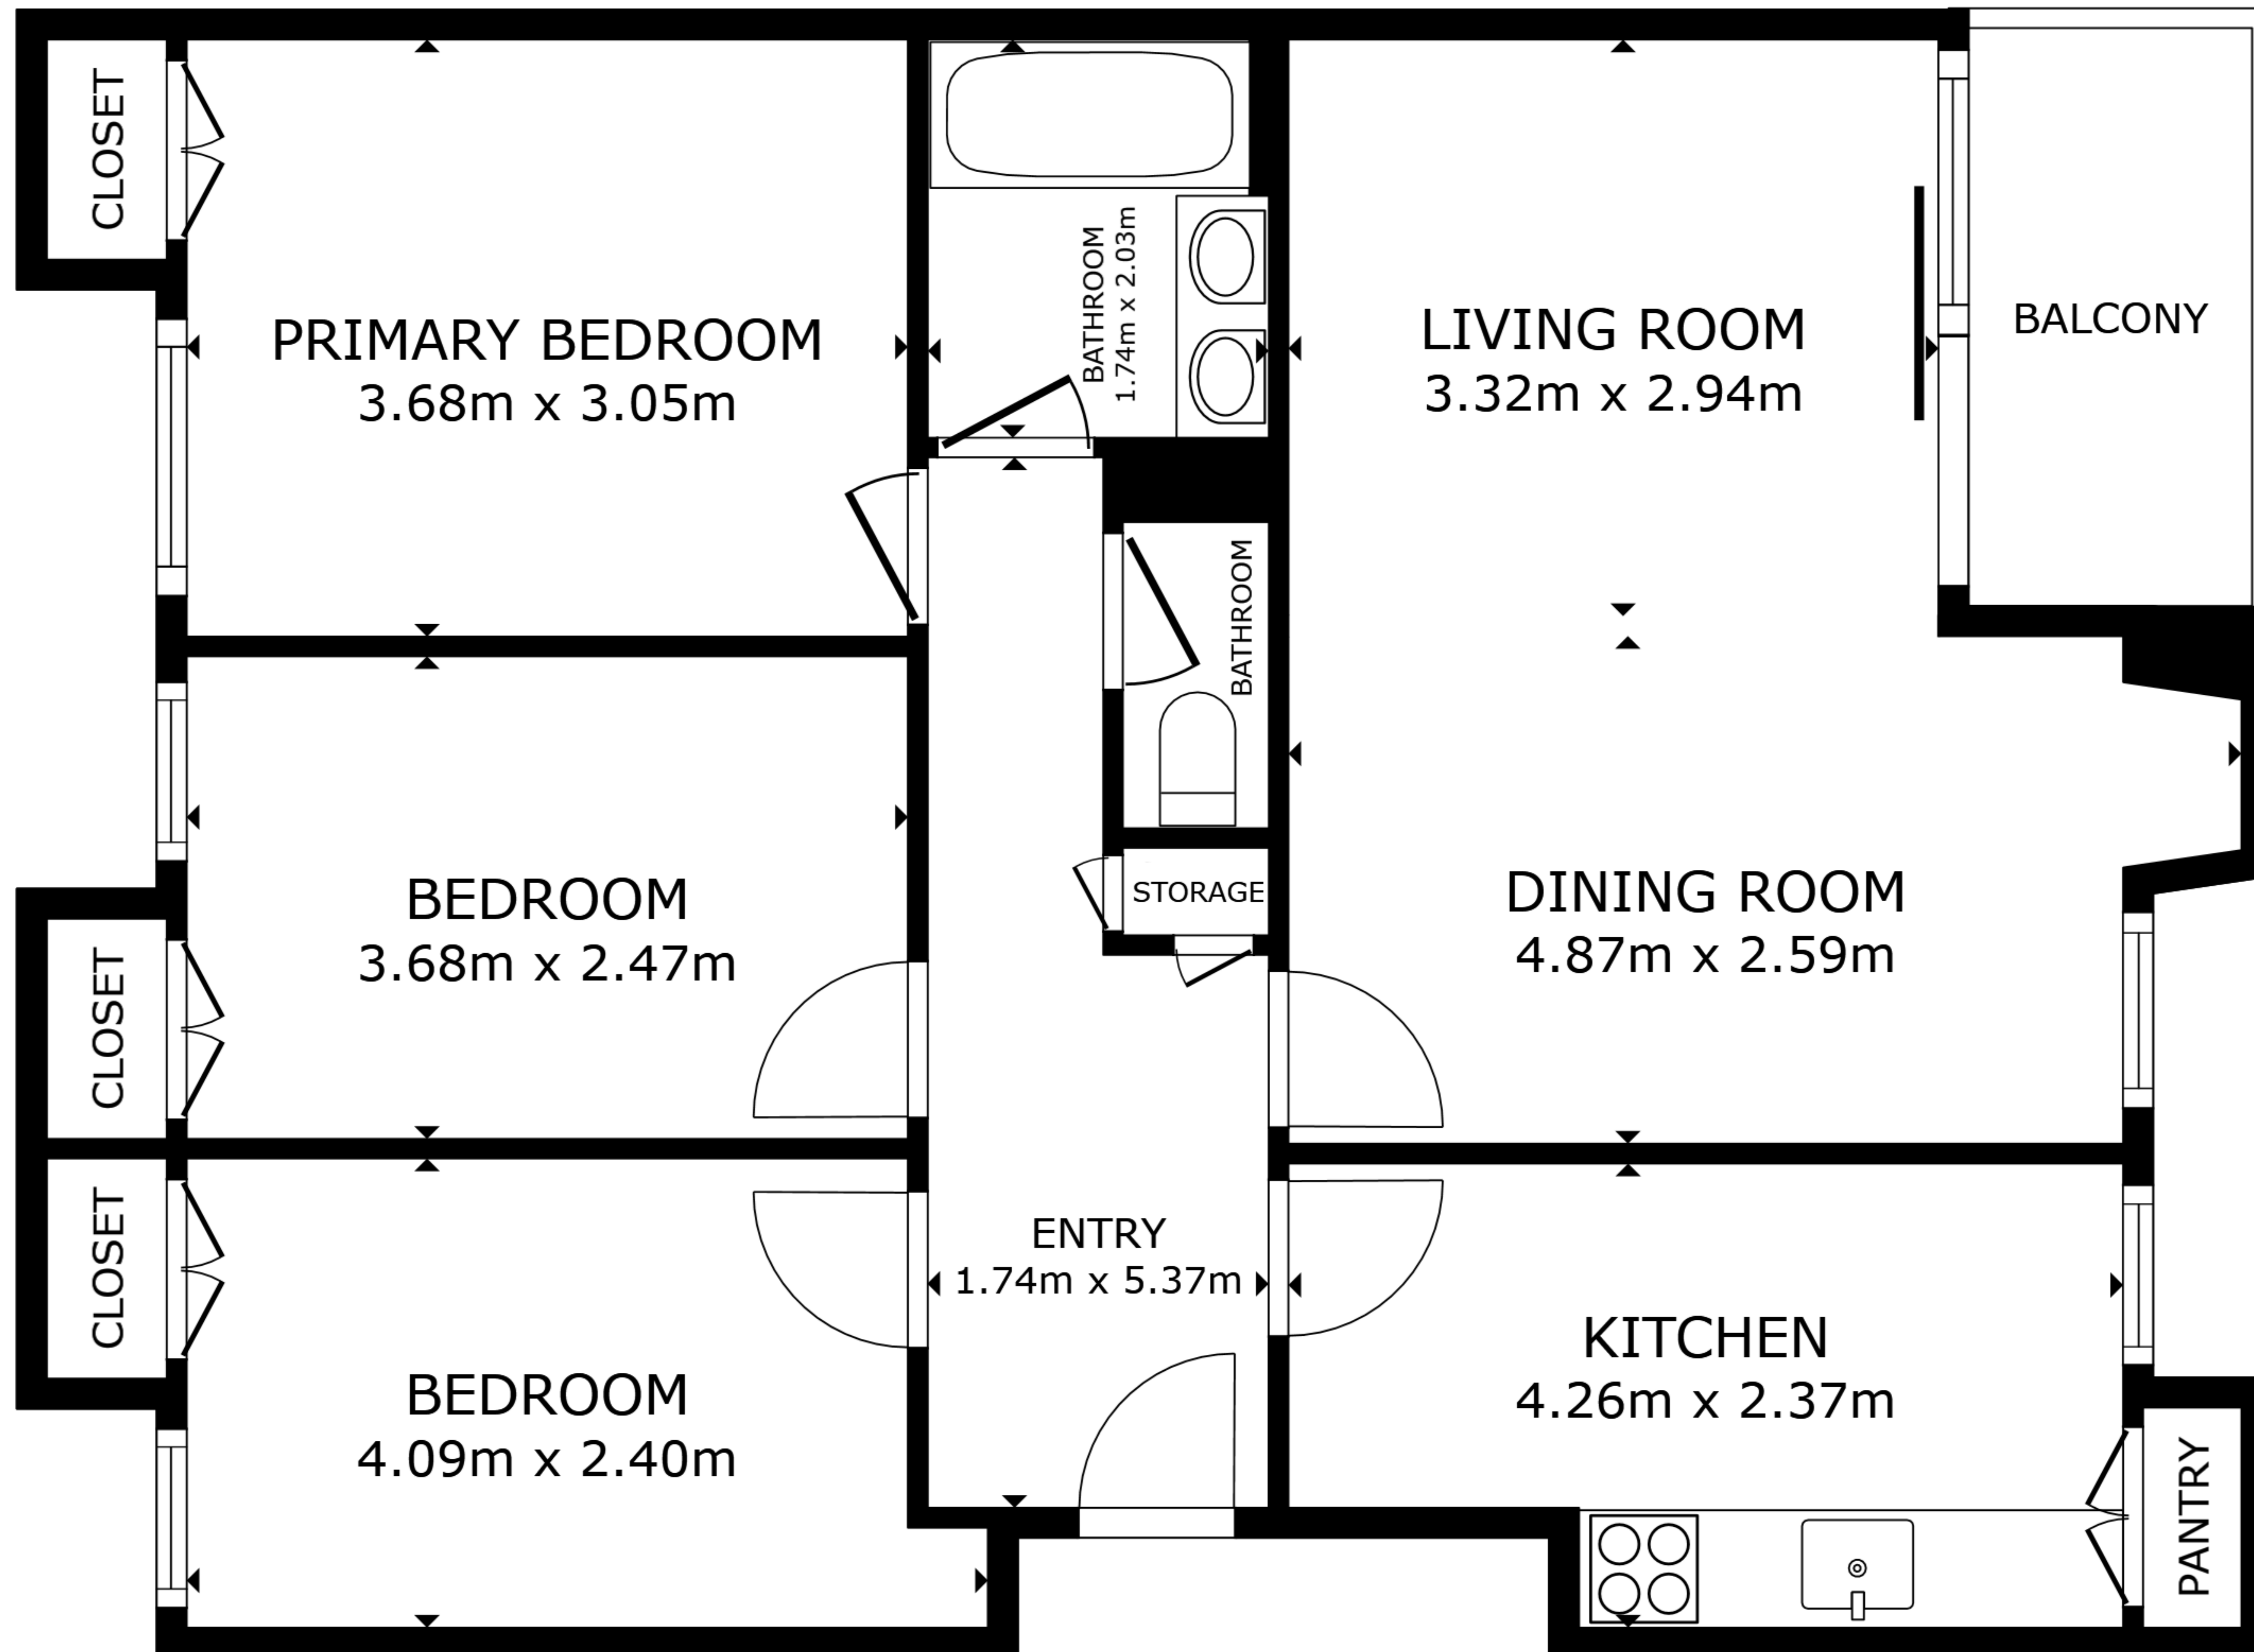 CLOSET
PRIMARY BEDROOM
3.68m x 3.05m
BATHROOM
1.74m x 2.03m
LIVING ROOM
3.32m x 2.94m
BALCONY
BATHROOM
STORAGE
BEDROOM
3.68m x 2.47m
CLOSET
DINING ROOM
4.87m x 2.59m
CLOSET
BEDROOM
4.09m x 2.40m
ENTRY
1.74m x 5.37m
KITCHEN
4.26m x 2.37m
PANTRY